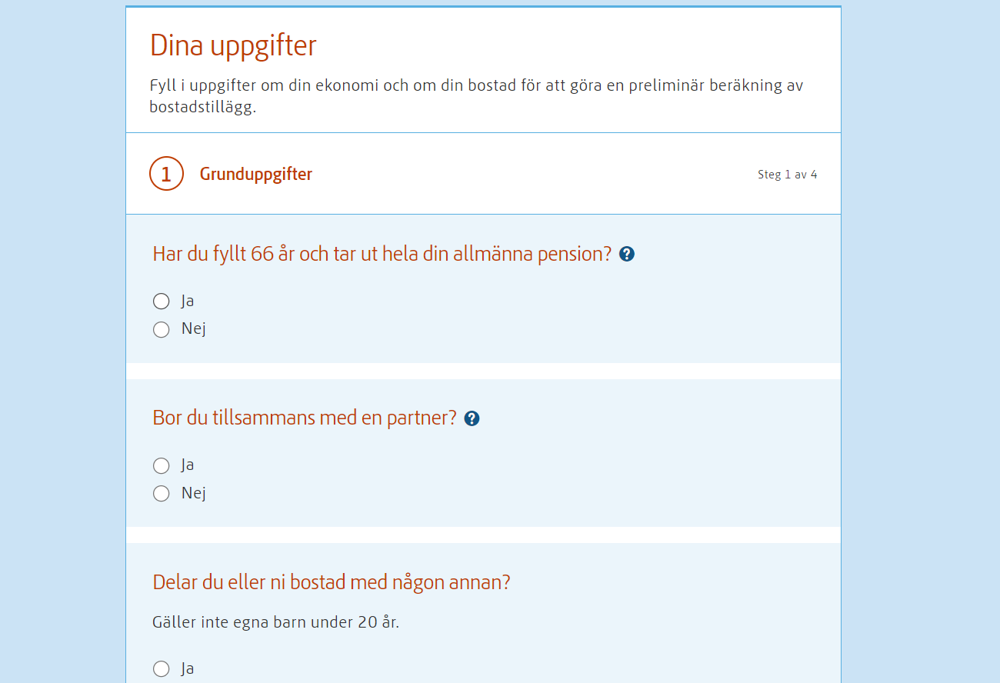 Dina uppgifter
Fyll i uppgifter om din ekonomi och om din bostad för att göra en preliminär beräkning av
bostadstillägg.
1 Grunduppgifter Steg 1 av 4
Har du fyllt 66 år och tar ut hela din allmänna pension? ?
Ja
Nej
Bor du tillsammans med en partner? ?
Ja
Nej
Delar du eller ni bostad med någon annan?
Gäller inte egna barn under 20 år.
Ja